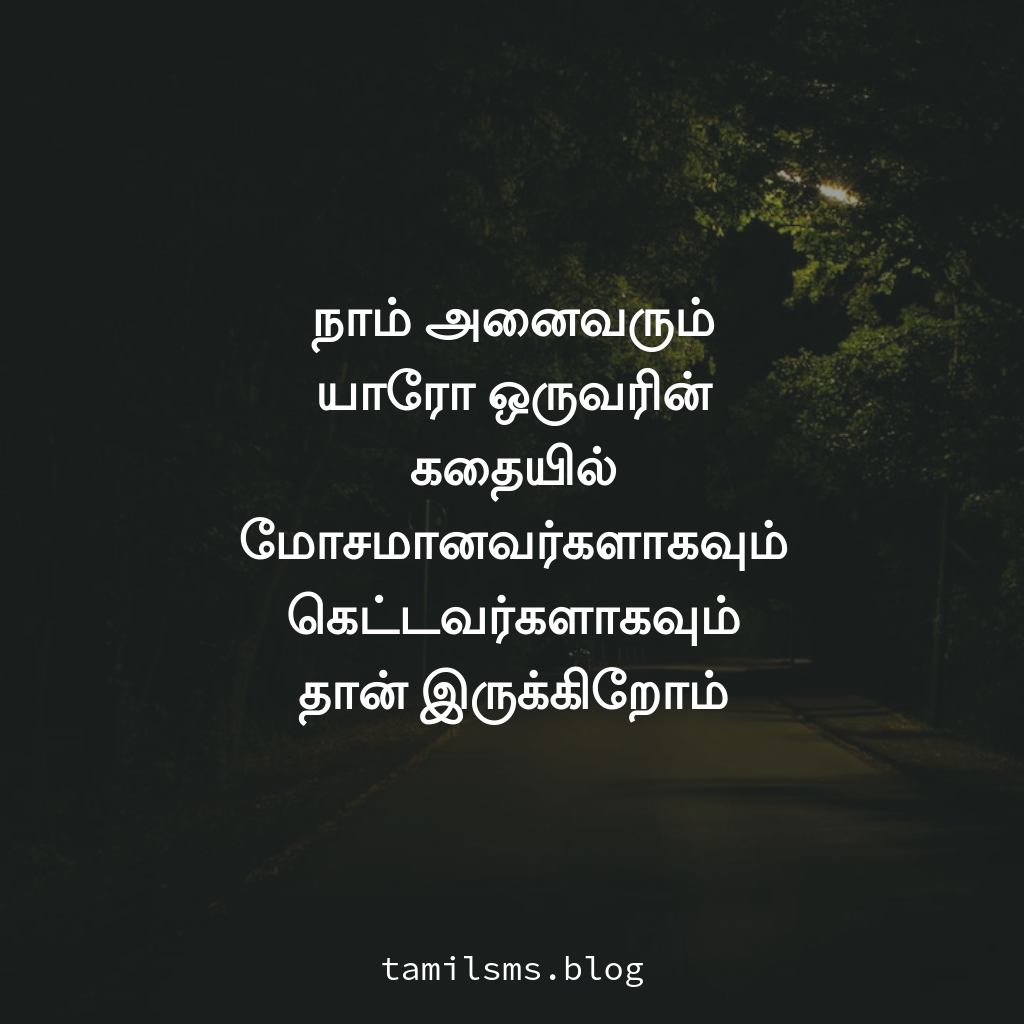 நாம் அனைவரும்
யாரோ ஒருவரின்
கதையில்
மோசமானவர்களாகவும்
கெட்டவர்களாகவும்
தான் இருக்கிறோம்
tamilsms.blog